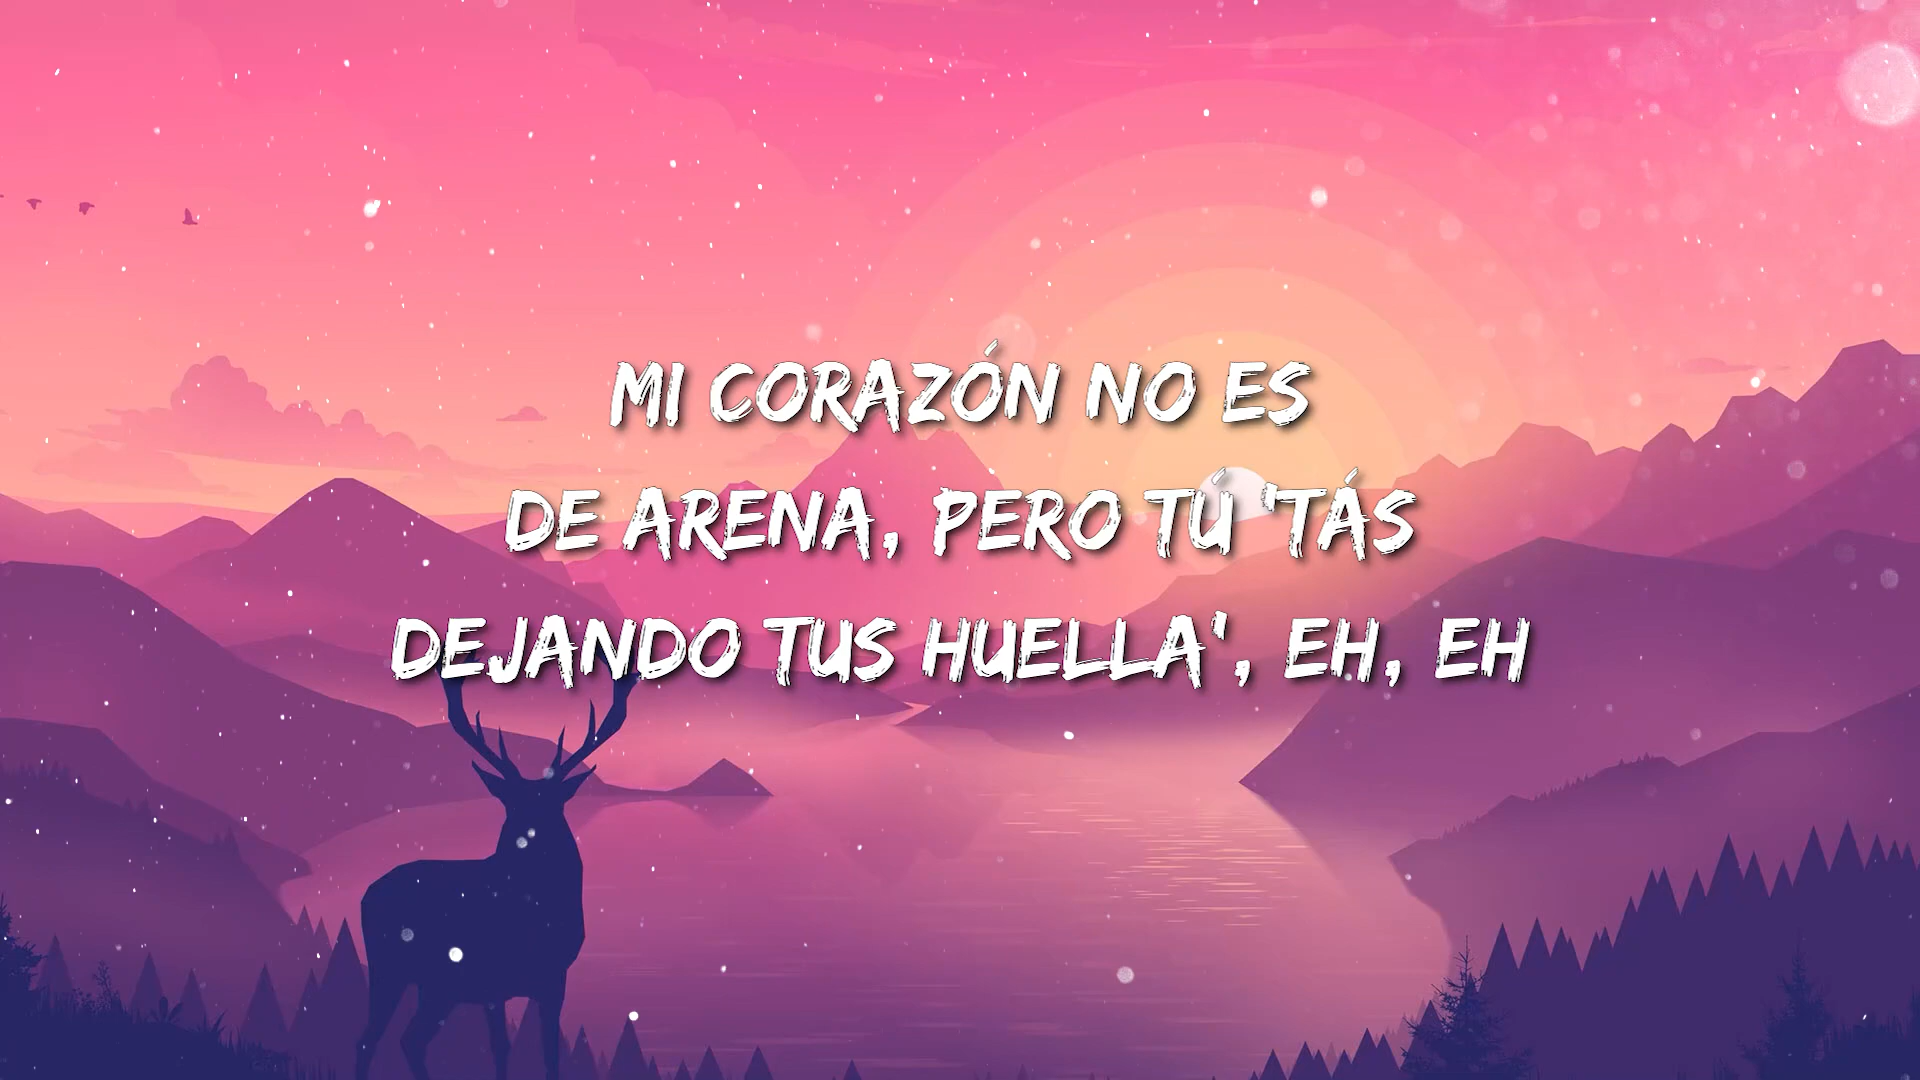 MI CORAZÓN NO ES
DE ARENA, PERO TÚ 'TÁS
DEJANDO TUS HUELLA', EH, EH